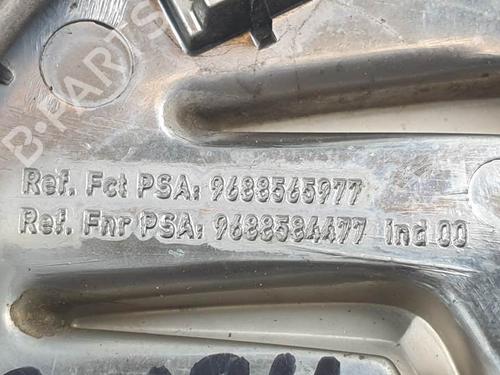 B-PARTS
Ref. Fct PSA: 9688565977
Ref. Fnr PSA: 9688584477 Ind 00